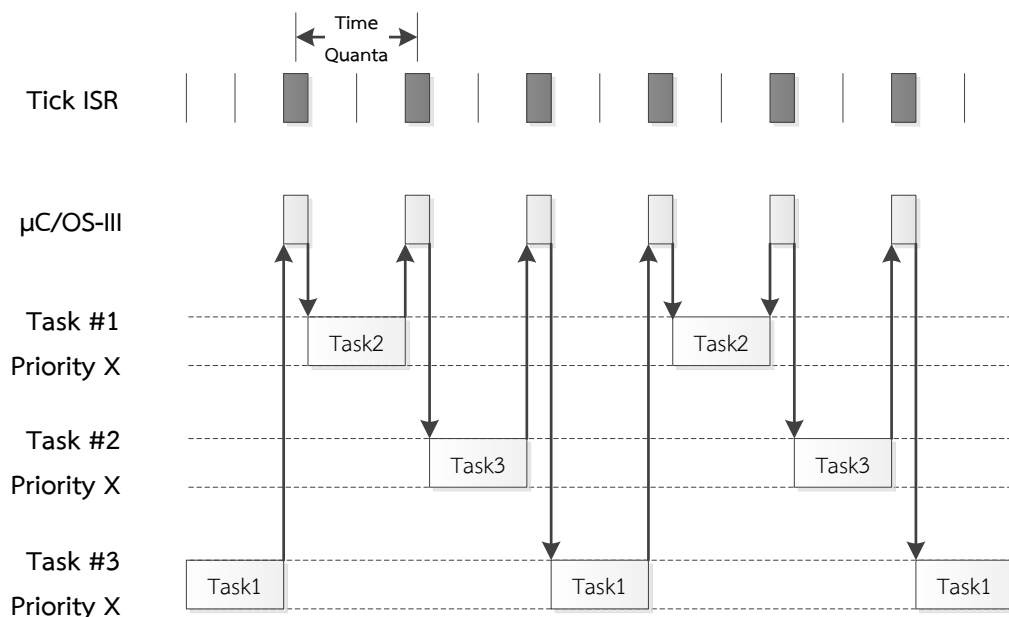 Time
Quanta
Tick ISR
µC/OS-III
Task #1
Task2
Task2
Priority X
Task #2
Task3
Task3
Priority X
Task #3
Task1
Task1
Task1
Priority X